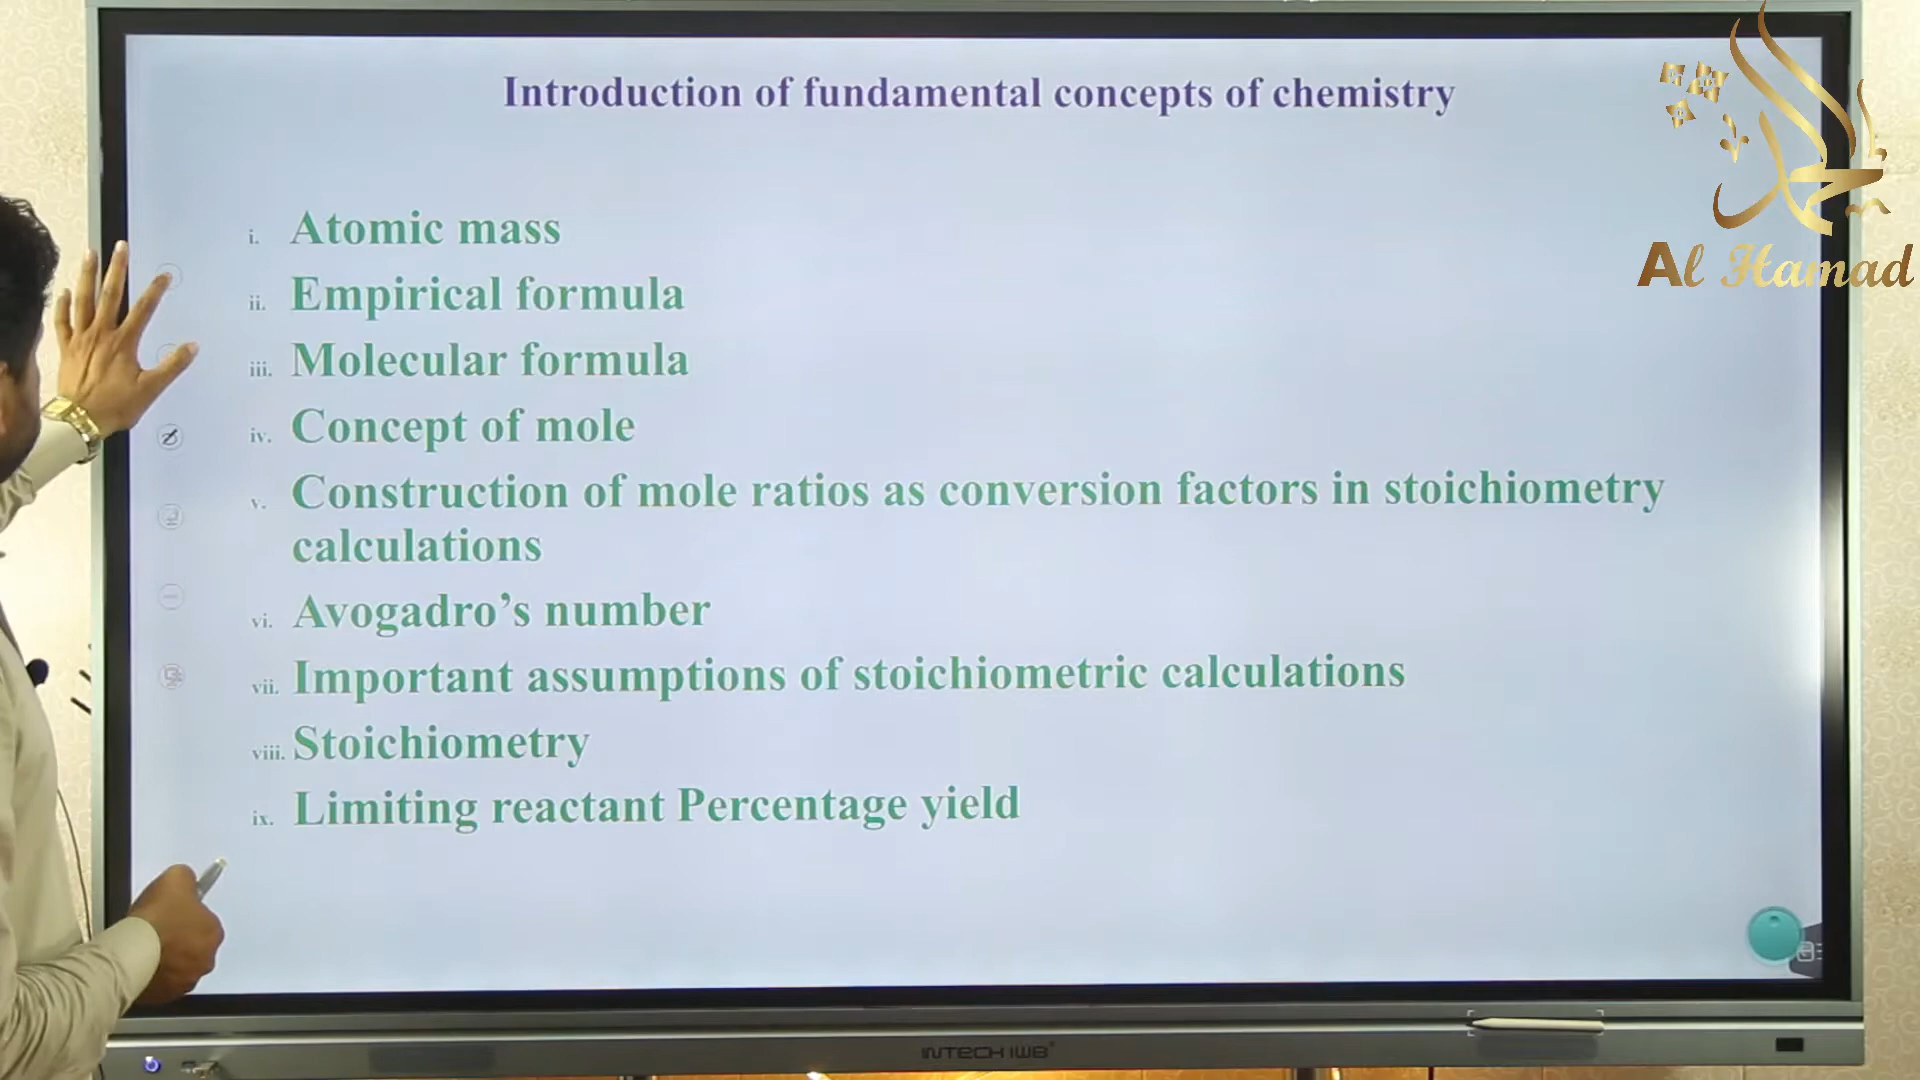 Introduction of fundamental concepts of chemistry
i. Atomic mass
ii. Empirical formula
iii. Molecular formula
iv. Concept of mole
v. Construction of mole ratios as conversion factors in stoichiometry
calculations
vi. Avogadro’s number
vii. Important assumptions of stoichiometric calculations
viii. Stoichiometry
ix. Limiting reactant Percentage yield
Al Hamad
INTECH IWB